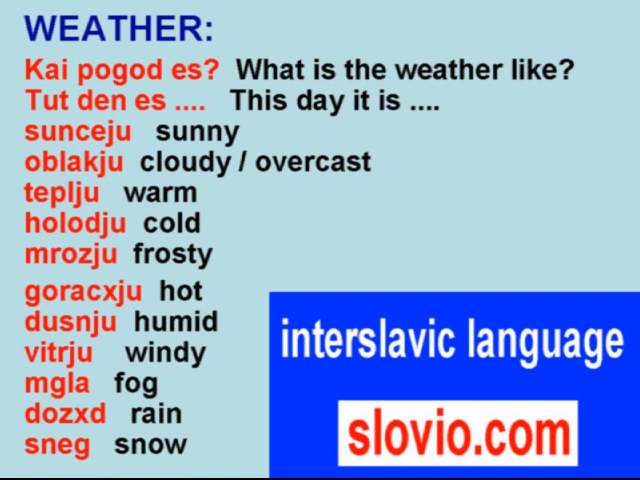 WEATHER:
Kai pogod es? What is the weather like?
Tut den es .... This day it is ....
sunceju sunny
oblakju cloudy / overcast
teplju warm
holodju cold
mrozju frosty
goracxju hot
dusnju humid
vitrju windy
mgla fog
dozxd rain
sneg snow
interslavic language
slovio.com